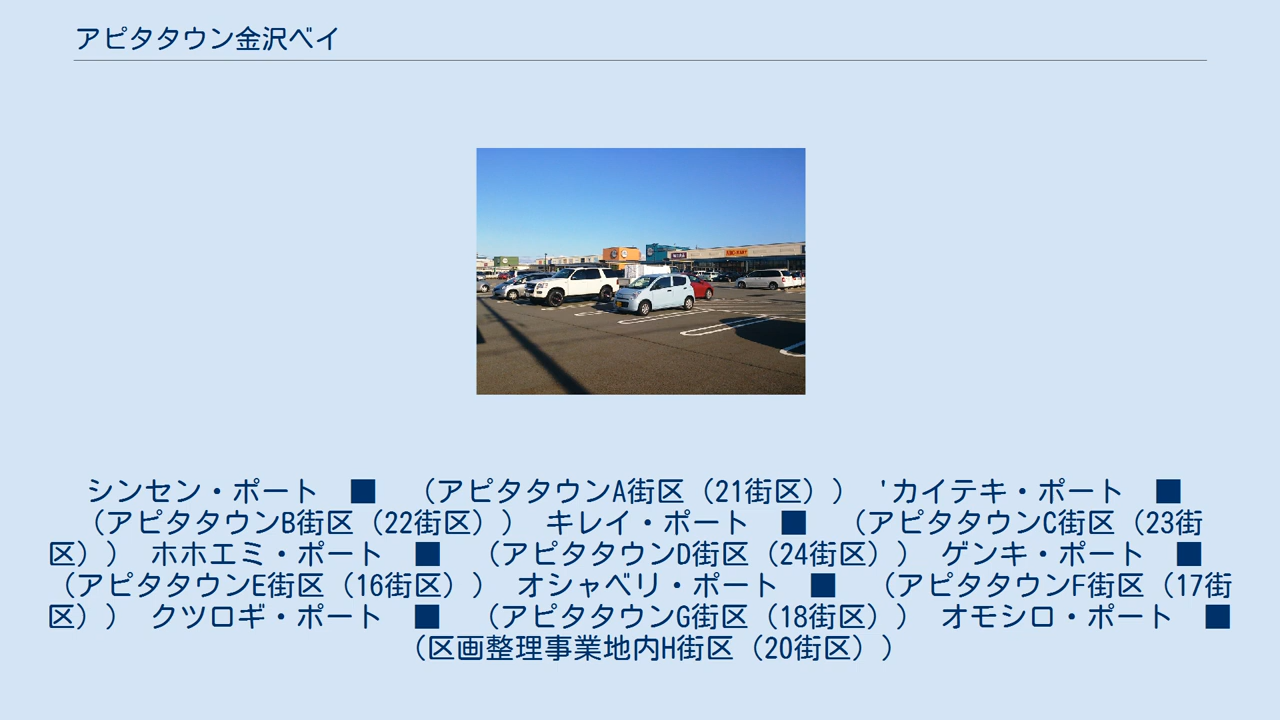 アピタタウン金沢ベイ
シンセン・ポート　■　（アピタタウンA街区（21街区）） 'カイテキ・ポート　■
（アピタタウンB街区（22街区）） キレイ・ポート　■　（アピタタウンC街区（23街
区）） ホホエミ・ポート　■　（アピタタウンD街区（24街区）） ゲンキ・ポート　■
（アピタタウンE街区（16街区）） オシャベリ・ポート　■　（アピタタウンF街区（17街
区）） クツロギ・ポート　■　（アピタタウンG街区（18街区）） オモシロ・ポート　■
（区画整理事業地内H街区（20街区））